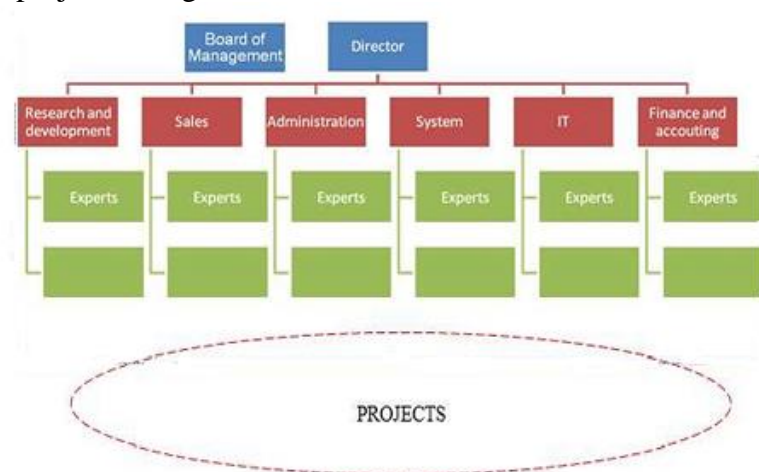 Board of
Management
Director
Research and
development
Sales
Administration
System
IT
Finance and
accouting
Experts
Experts
Experts
Experts
Experts
Experts
PROJECTS